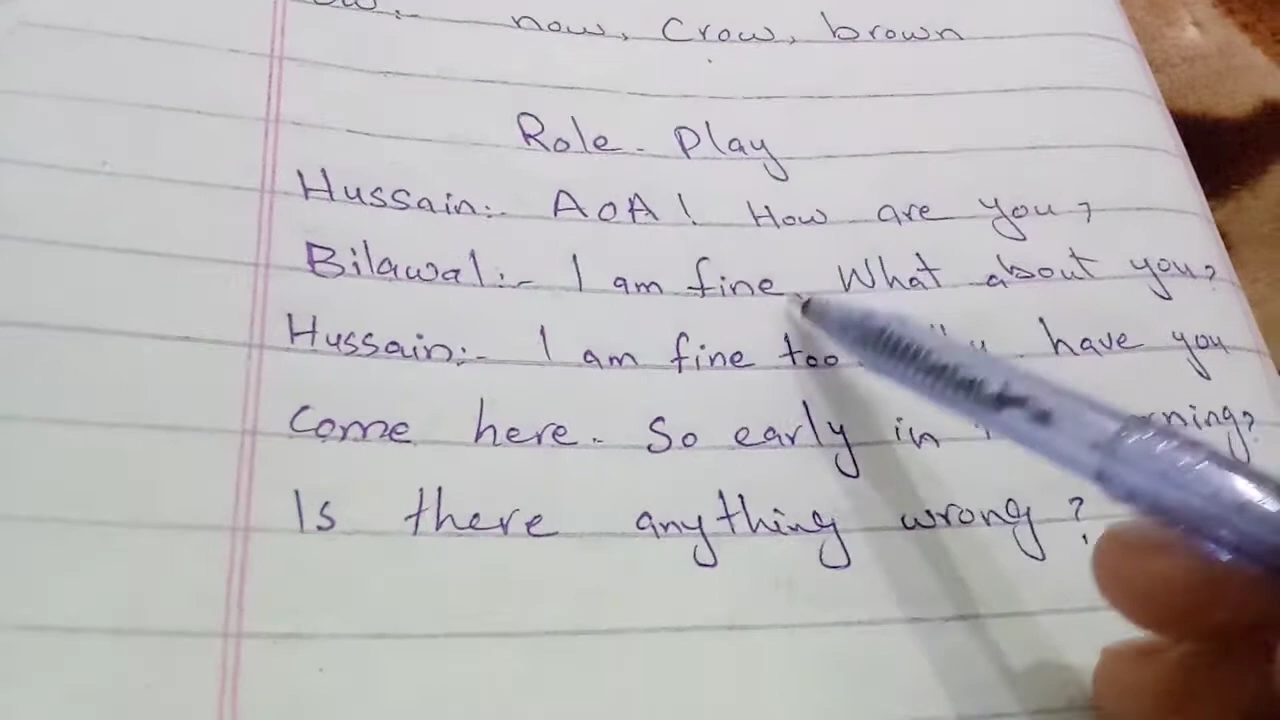 now, Crow, brown
Role-Play
Hussain:- AOA! How are you?
Bilawal:- I am fine. What about you?
Hussain:- I am fine too. have you
Come here. So early in
Is there anything wrong?